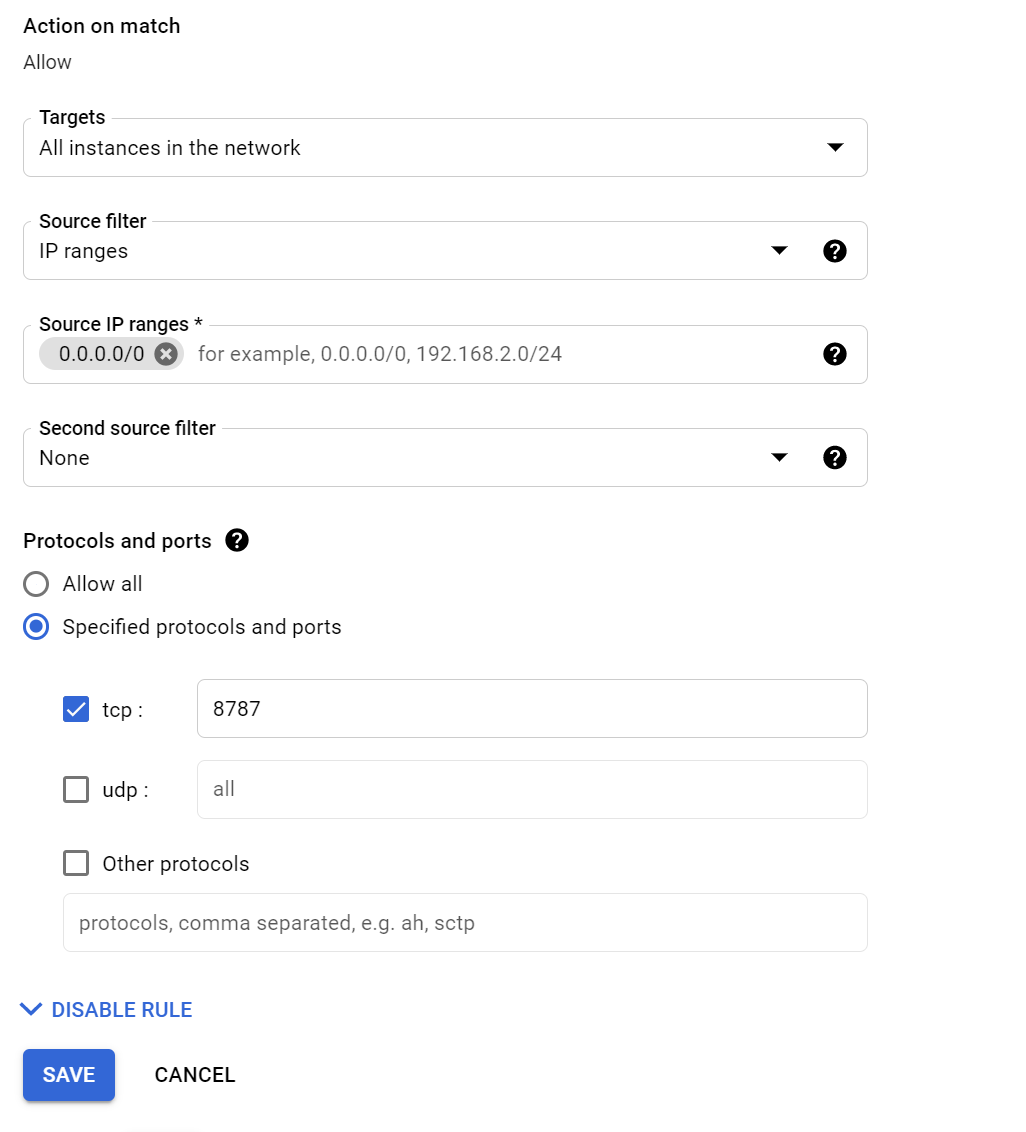 Action on match
Allow
Targets
All instances in the network
Source filter
IP ranges
Source IP ranges *
0.0.0.0/0 for example, 0.0.0.0/0, 192.168.2.0/24
Second source filter
None
Protocols and ports
Allow all
Specified protocols and ports
tcp : 8787
udp : all
Other protocols
protocols, comma separated, e.g. ah, sctp
DISABLE RULE
SAVE CANCEL